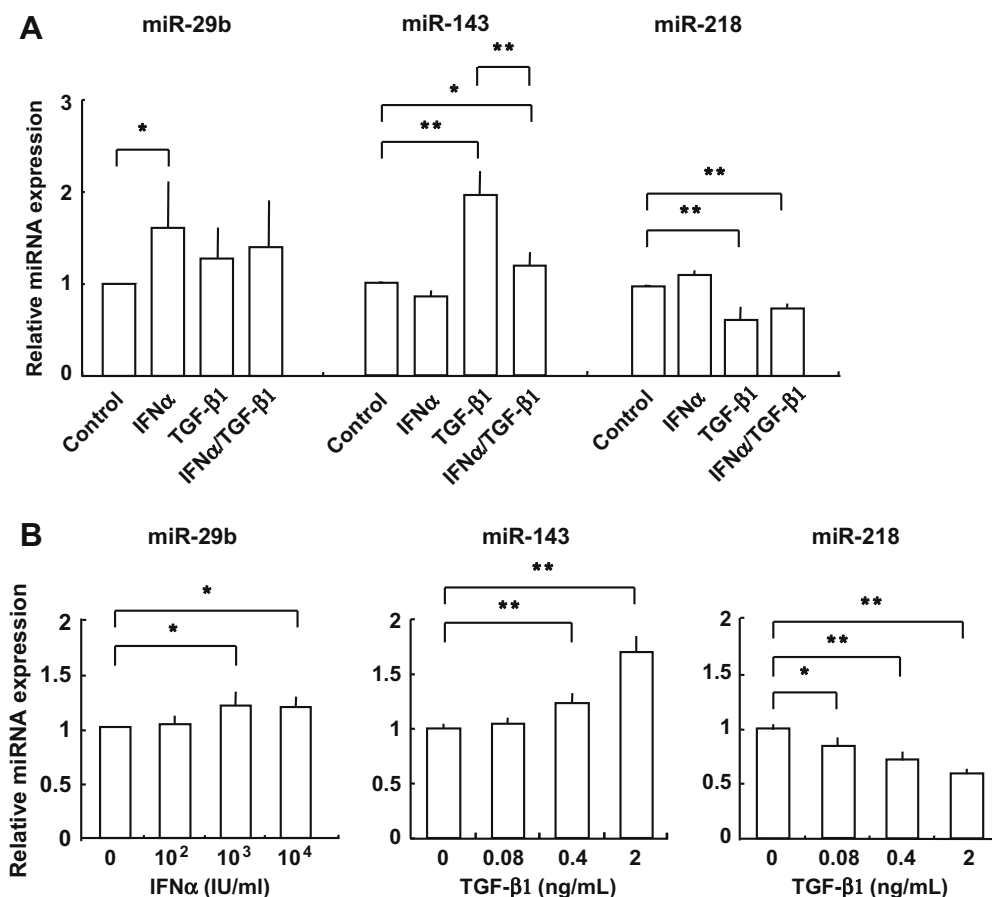 A
miR-29b miR-143 miR-218
** 
* * **
** **
Relative miRNA expression
3
2
1
0
Control IFNα TGF-β1 IFNα/TGF-β1 Control IFNα TGF-β1 IFNα/TGF-β1 Control IFNα TGF-β1 IFNα/TGF-β1
B
miR-29b miR-143 miR-218
* ** **
* ** **
*
Relative miRNA expression
2 2 2
1.5 1.5 1.5
1 1 1
0.5 0.5 0.5
0 0 0
0 10² 10³ 10⁴ 0 0.08 0.4 2 0 0.08 0.4 2
IFNα (IU/ml) TGF-β1 (ng/mL) TGF-β1 (ng/mL)